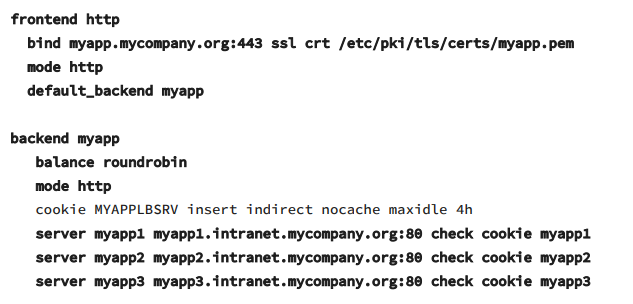 frontend http
bind myapp.mycompany.org:443 ssl crt /etc/pki/tls/certs/myapp.pem
mode http
default_backend myapp
backend myapp
balance roundrobin
mode http
cookie MYAPPLBSRV insert indirect nocache maxidle 4h
server myapp1 myapp1.intranet.mycompany.org:80 check cookie myapp1
server myapp2 myapp2.intranet.mycompany.org:80 check cookie myapp2
server myapp3 myapp3.intranet.mycompany.org:80 check cookie myapp3